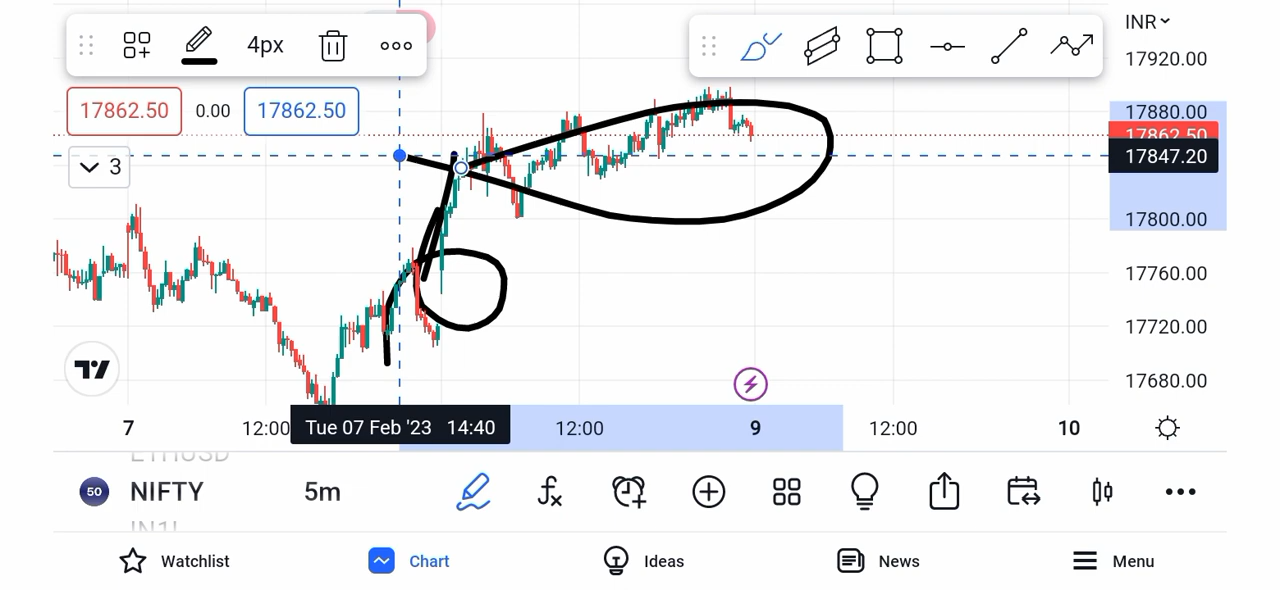 4px
INR
17920.00
17862.50 0.00 17862.50
17880.00
17862.50
3
17847.20
17800.00
17760.00
17720.00
17680.00
7 12:00 Tue 07 Feb '23 14:40 12:00 9 12:00 10
ETHUSD
50 NIFTY 5m
Watchlist Chart Ideas News Menu